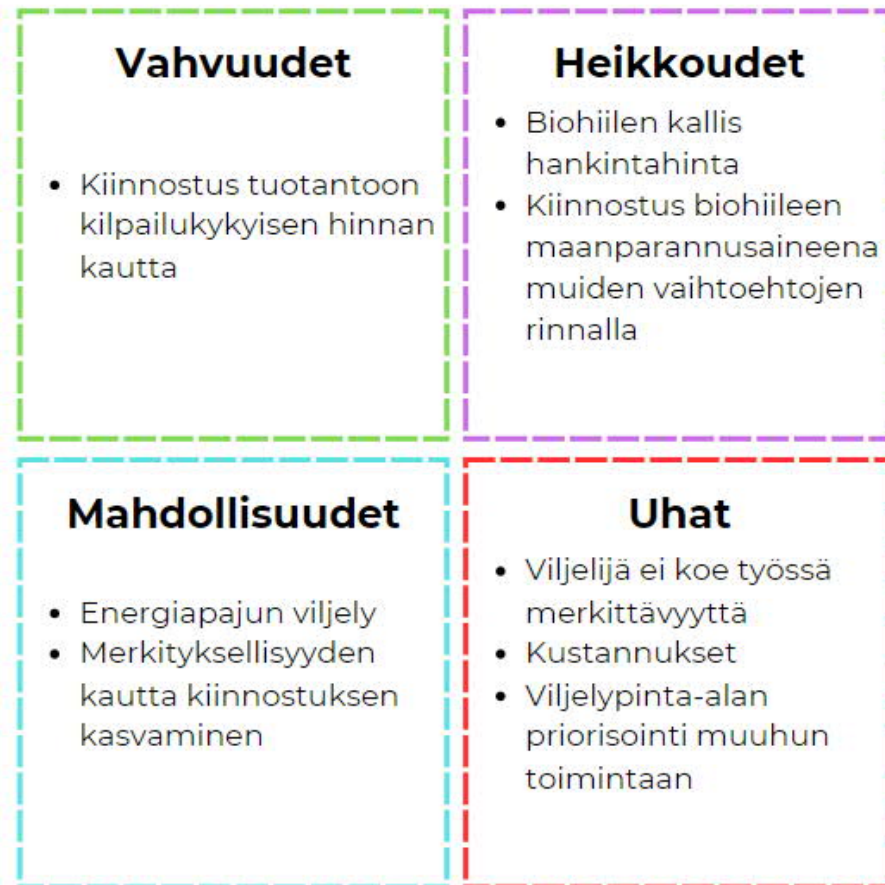 Vahvuudet
• Kiinnostus tuotantoon
kilpailukykyisen hinnan
kautta
Heikkoudet
• Biohiilen kallis
hankintahinta
• Kiinnostus biohiileen
maanparannusaineena
muiden vaihtoehtojen
rinnalla
Mahdollisuudet
• Energiapajun viljely
• Merkityksellisyyden
kautta kiinnostuksen
kasvaminen
Uhat
• Viljelijä ei koe työssä
merkittävyyttä
• Kustannukset
• Viljelypinta-alan
priorisointi muuhun
toimintaan